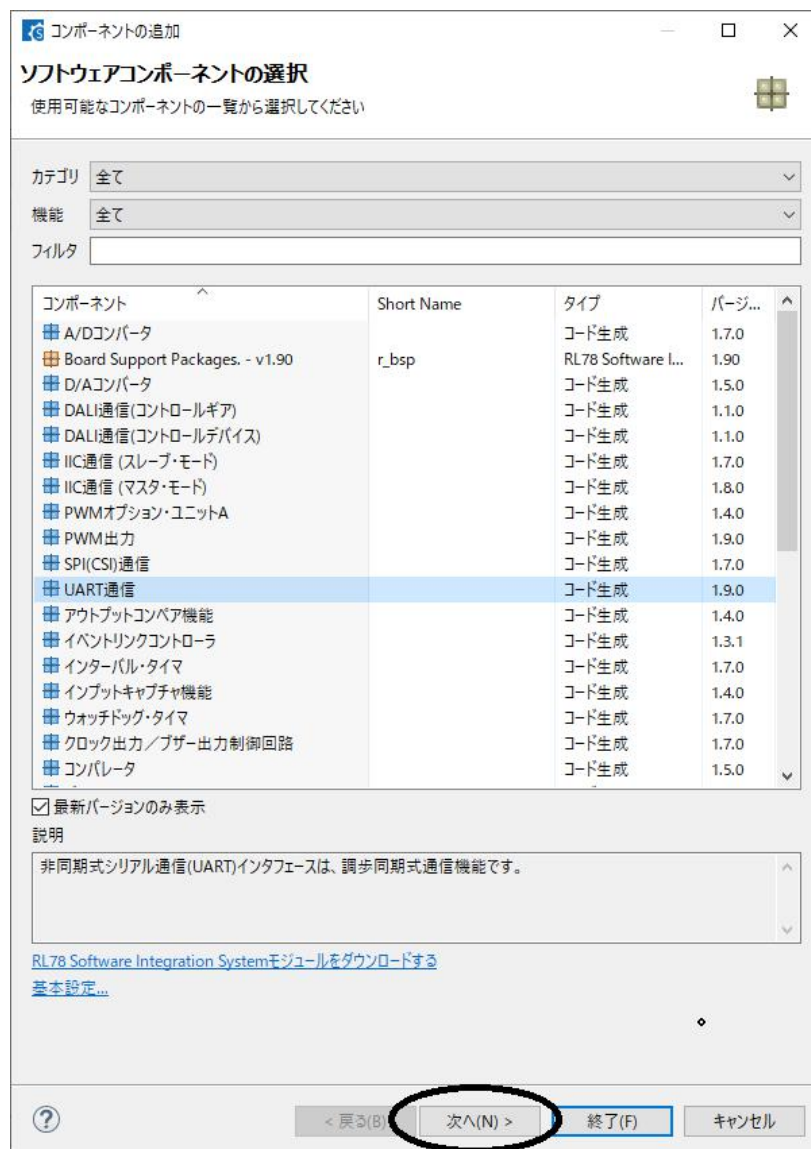 コンポーネントの追加
ソフトウェアコンポーネントの選択
使用可能なコンポーネントの一覧から選択してください
カテゴリ 全て
機能 全て
フィルタ
コンポーネント Short Name タイプ バージ...
A/Dコンバータ コード生成 1.7.0
Board Support Packages. - v1.90 r_bsp RL78 Software I... 1.90
D/Aコンバータ コード生成 1.5.0
DALI通信(コントロールギア) コード生成 1.1.0
DALI通信(コントロールデバイス) コード生成 1.1.0
IIC通信 (スレーブ・モード) コード生成 1.7.0
IIC通信 (マスタ・モード) コード生成 1.8.0
PWMオプション・ユニットA コード生成 1.4.0
PWM出力 コード生成 1.9.0
SPI(CSI)通信 コード生成 1.7.0
UART通信 コード生成 1.9.0
アウトプットコンペア機能 コード生成 1.4.0
イベントリンクコントローラ コード生成 1.3.1
インターバル・タイマ コード生成 1.7.0
インプットキャプチャ機能 コード生成 1.4.0
ウォッチドッグ・タイマ コード生成 1.7.0
クロック出力／ブザー出力制御回路 コード生成 1.7.0
コンパレータ コード生成 1.5.0
最新バージョンのみ表示
説明
非同期式シリアル通信(UART)インタフェースは、調歩同期式通信機能です。
RL78 Software Integration Systemモジュールをダウンロードする
基本設定...
< 戻る(B) 次へ(N) > 終了(F) キャンセル